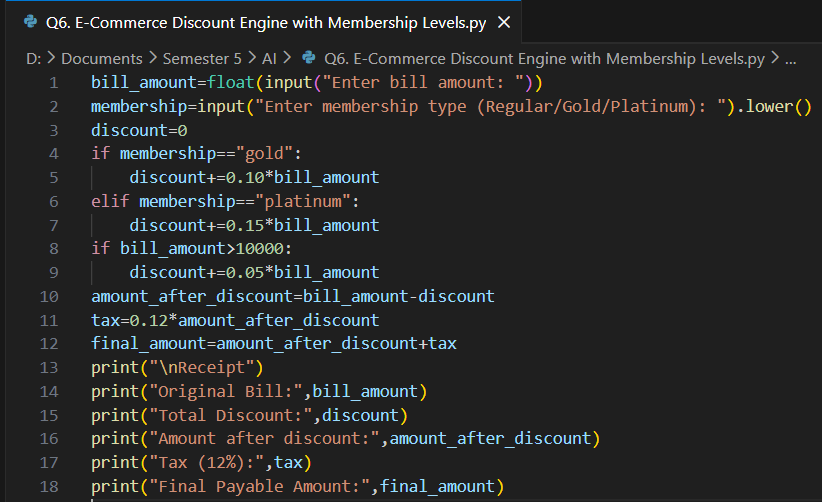 Q6. E-Commerce Discount Engine with Membership Levels.py ×
D: > Documents > Semester 5 > AI > Q6. E-Commerce Discount Engine with Membership Levels.py > ...
1 bill_amount=float(input("Enter bill amount: "))
2 membership=input("Enter membership type (Regular/Gold/Platinum): ").lower()
3 discount=0
4 if membership=="gold":
5     discount+=0.10*bill_amount
6 elif membership=="platinum":
7     discount+=0.15*bill_amount
8 if bill_amount>10000:
9     discount+=0.05*bill_amount
10 amount_after_discount=bill_amount-discount
11 tax=0.12*amount_after_discount
12 final_amount=amount_after_discount+tax
13 print("\nReceipt")
14 print("Original Bill:",bill_amount)
15 print("Total Discount:",discount)
16 print("Amount after discount:",amount_after_discount)
17 print("Tax (12%):",tax)
18 print("Final Payable Amount:",final_amount)